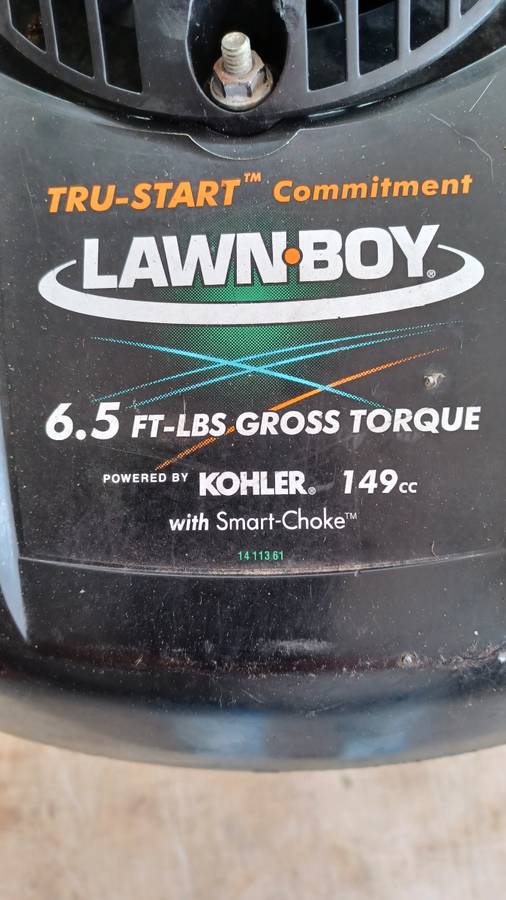 TRU-START™ Commitment
LAWN•BOY®
6.5 FT-LBS GROSS TORQUE
POWERED BY KOHLER® 149cc
with Smart-Choke™
14 113 61